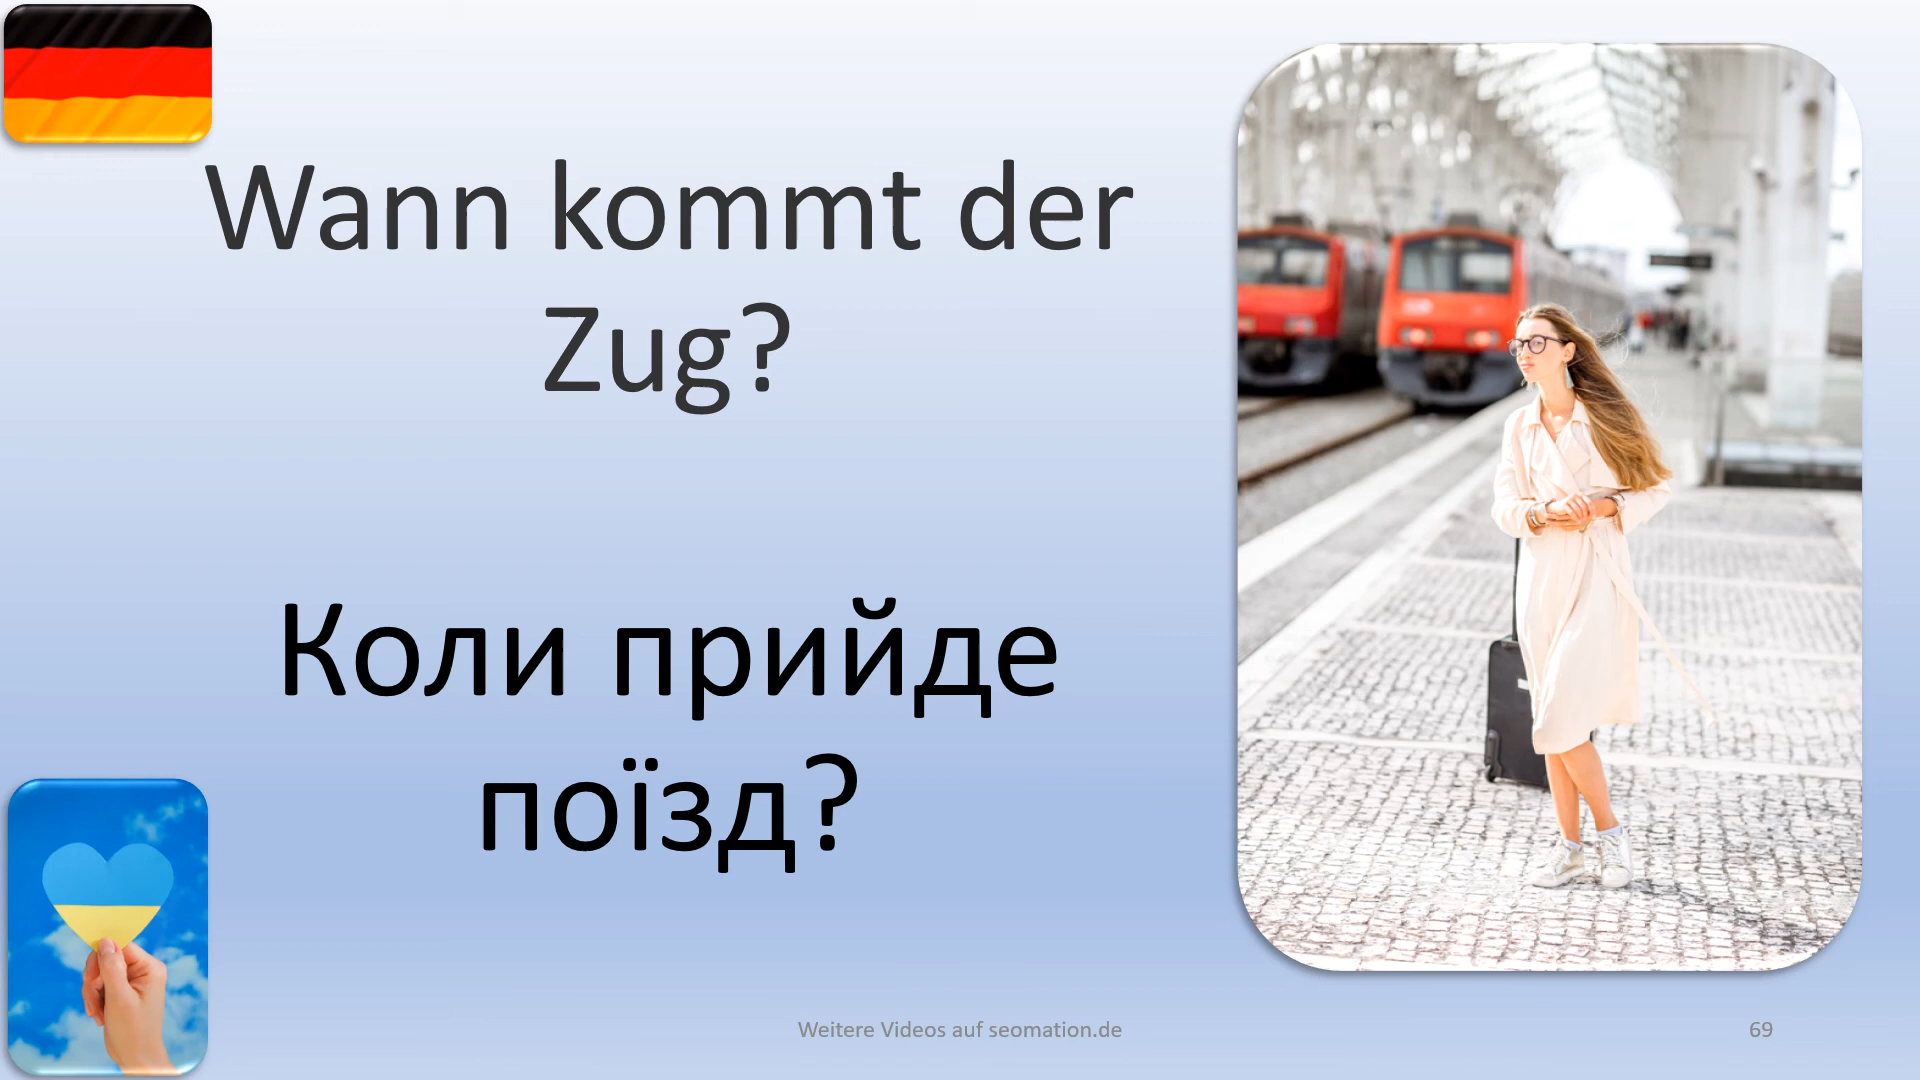 Wann kommt der
Zug?
Коли прийде
поїзд?
Weitere Videos auf seomation.de
69